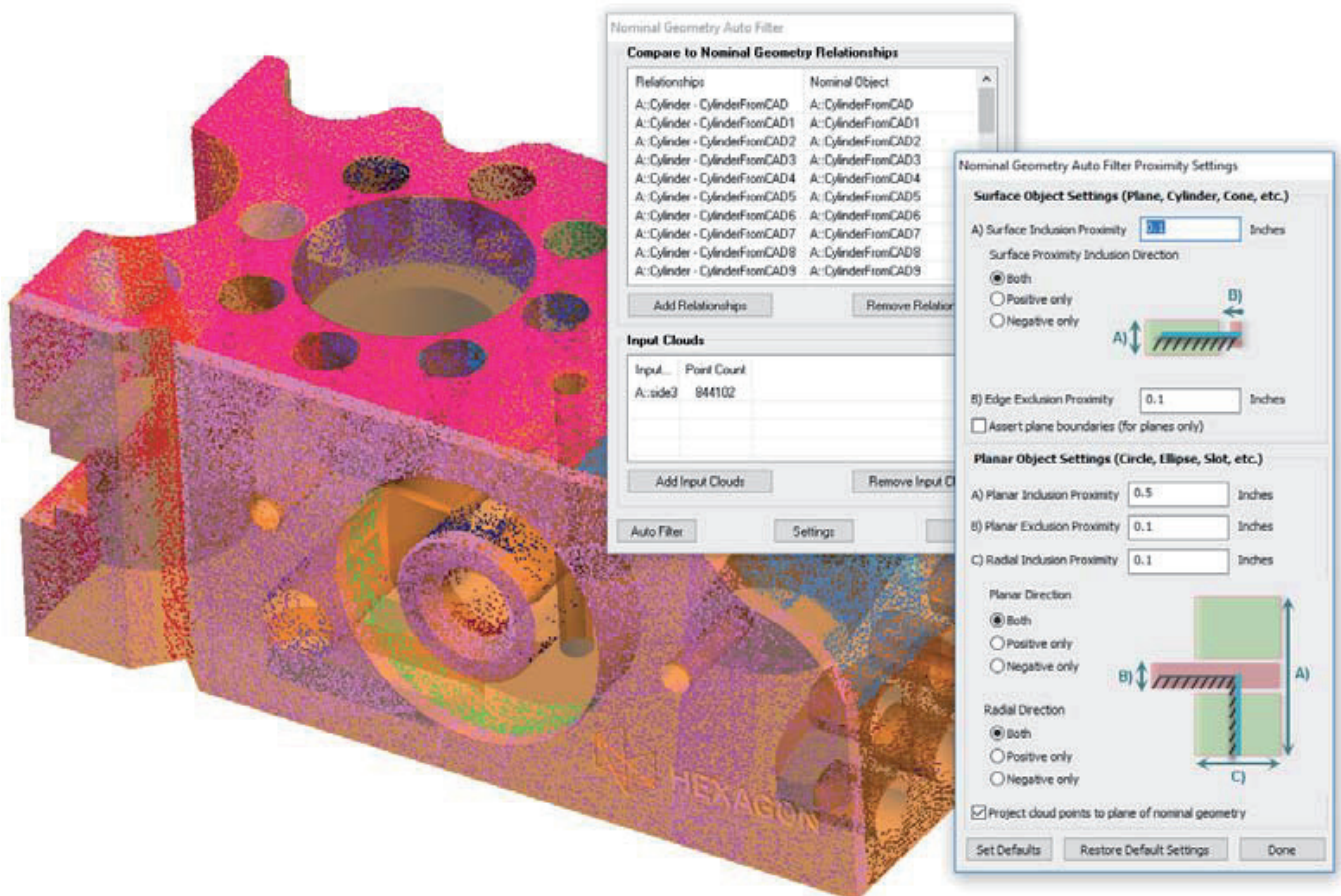 Nominal Geometry Auto Filter
Compare to Nominal Geometry Relationships
Relationships Nominal Object
A::Cylinder - CylinderFromCAD A::CylinderFromCAD
A::Cylinder - CylinderFromCAD1 A::CylinderFromCAD1
A::Cylinder - CylinderFromCAD2 A::CylinderFromCAD2
A::Cylinder - CylinderFromCAD3 A::CylinderFromCAD3
A::Cylinder - CylinderFromCAD4 A::CylinderFromCAD4
A::Cylinder - CylinderFromCAD5 A::CylinderFromCAD5
A::Cylinder - CylinderFromCAD6 A::CylinderFromCAD6
A::Cylinder - CylinderFromCAD7 A::CylinderFromCAD7
A::Cylinder - CylinderFromCAD8 A::CylinderFromCAD8
A::Cylinder - CylinderFromCAD9 A::CylinderFromCAD9
Add Relationships Remove Relation
Input Clouds
Input... Point Count
A::side3 844102
Add Input Clouds Remove Input Cl
Auto Filter Settings
Nominal Geometry Auto Filter Proximity Settings
Surface Object Settings (Plane, Cylinder, Cone, etc.)
A) Surface Inclusion Proximity 0.1 Inches
Surface Proximity Inclusion Direction
Both
Positive only
Negative only
B)
A)
B) Edge Exclusion Proximity 0.1 Inches
Assert plane boundaries (for planes only)
Planar Object Settings (Circle, Ellipse, Slot, etc.)
A) Planar Inclusion Proximity 0.5 Inches
B) Planar Exclusion Proximity 0.1 Inches
C) Radial Inclusion Proximity 0.1 Inches
Planar Direction
Both
Positive only
Negative only
Radial Direction
Both
Positive only
Negative only
B)
A)
C)
Project cloud points to plane of nominal geometry
Set Defaults Restore Default Settings Done
HEXAGON